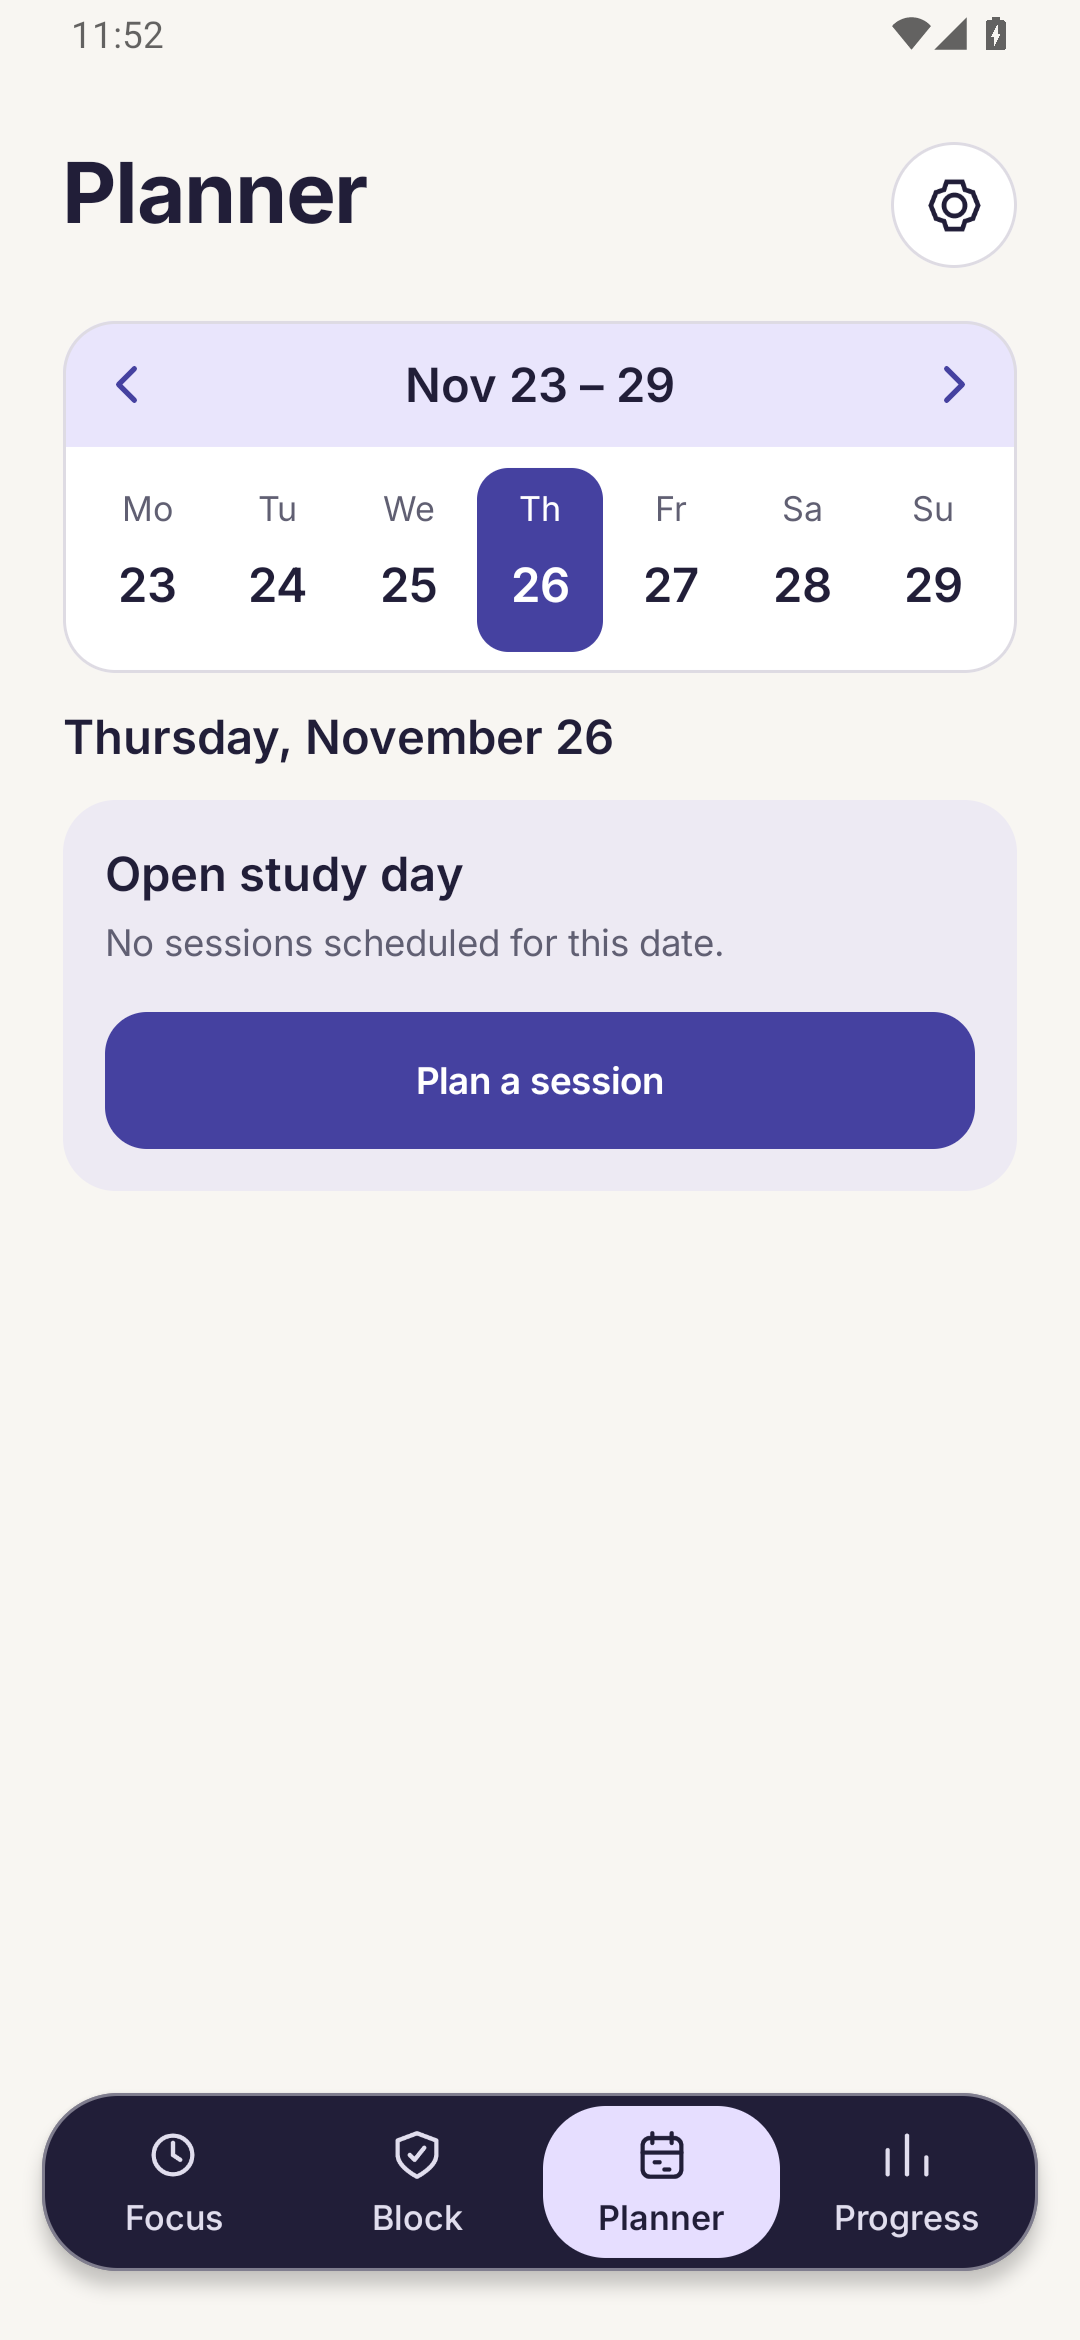 11:52
Planner
Nov 23 – 29
Mo Tu We Th Fr Sa Su
23 24 25 26 27 28 29
Thursday, November 26
Open study day
No sessions scheduled for this date.
Plan a session
Focus Block Planner Progress